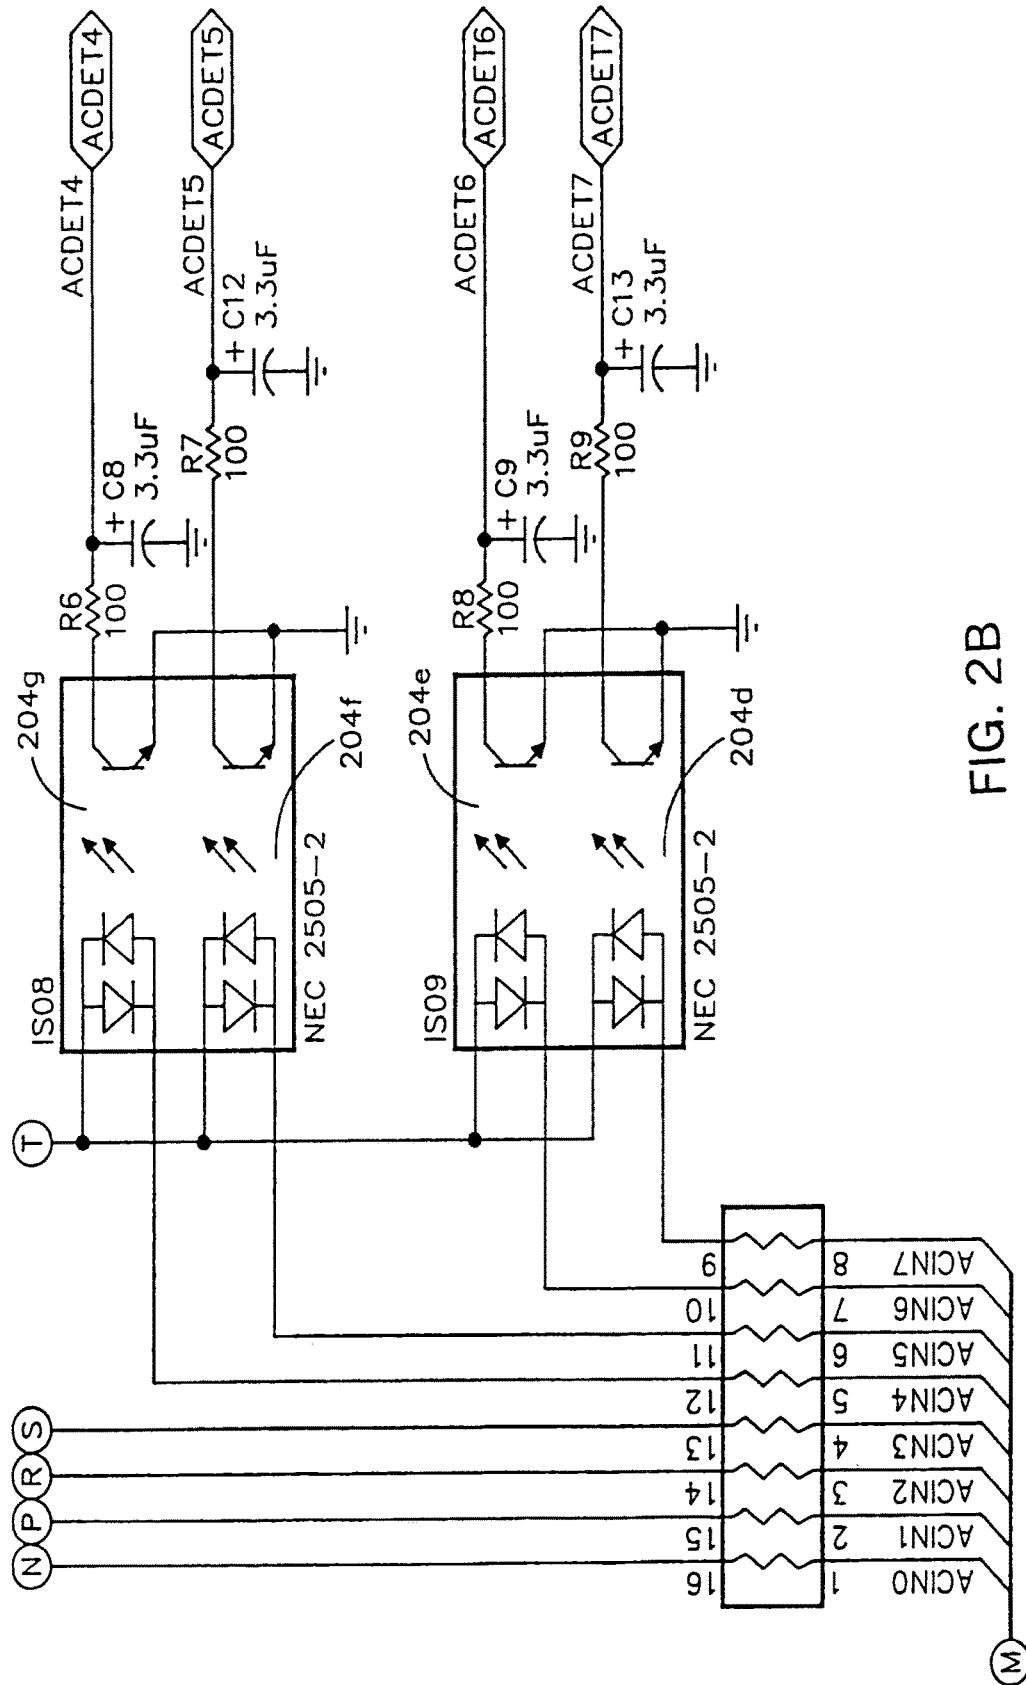 ACDET4
ACDET5
ACDET6
ACDET7
ACDET4
ACDET5
ACDET6
ACDET7
+ C8
3.3uF
+ C12
3.3uF
+ C9
3.3uF
+ C13
3.3uF
R6
100
R7
100
R8
100
R9
100
204g
204f
204e
204d
ISO8
NEC 2505-2
ISO9
NEC 2505-2
T
S
R
P
N
M
9
10
11
12
13
14
15
16
8
7
6
5
4
3
2
1
ACIN7
ACIN6
ACIN5
ACIN4
ACIN3
ACIN2
ACIN1
ACIN0
FIG. 2B